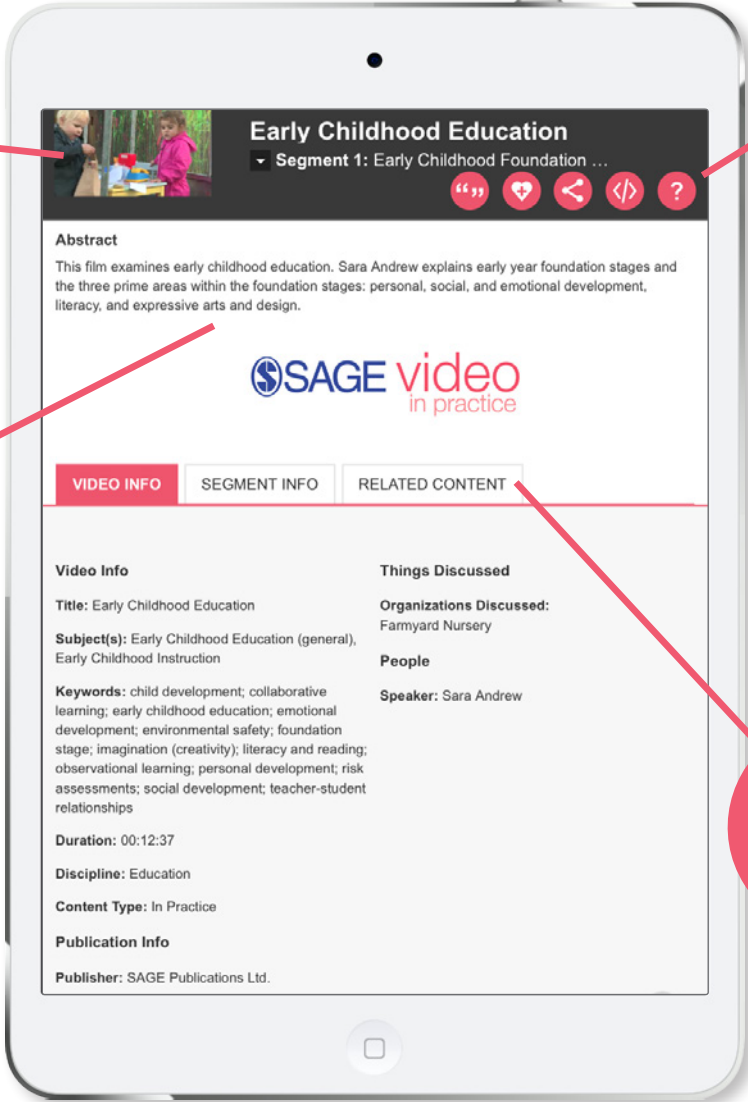 Early Childhood Education
Segment 1: Early Childhood Foundation ...
“ ” </> ?
Abstract
This film examines early childhood education. Sara Andrew explains early year foundation stages and
the three prime areas within the foundation stages: personal, social, and emotional development,
literacy, and expressive arts and design.
SAGE video
in practice
VIDEO INFO SEGMENT INFO RELATED CONTENT
Video Info
Title: Early Childhood Education
Subject(s): Early Childhood Education (general),
Early Childhood Instruction
Keywords: child development; collaborative
learning; early childhood education; emotional
development; environmental safety; foundation
stage; imagination (creativity); literacy and reading;
observational learning; personal development; risk
assessments; social development; teacher-student
relationships
Duration: 00:12:37
Discipline: Education
Content Type: In Practice
Publication Info
Publisher: SAGE Publications Ltd.
Things Discussed
Organizations Discussed:
Farmyard Nursery
People
Speaker: Sara Andrew